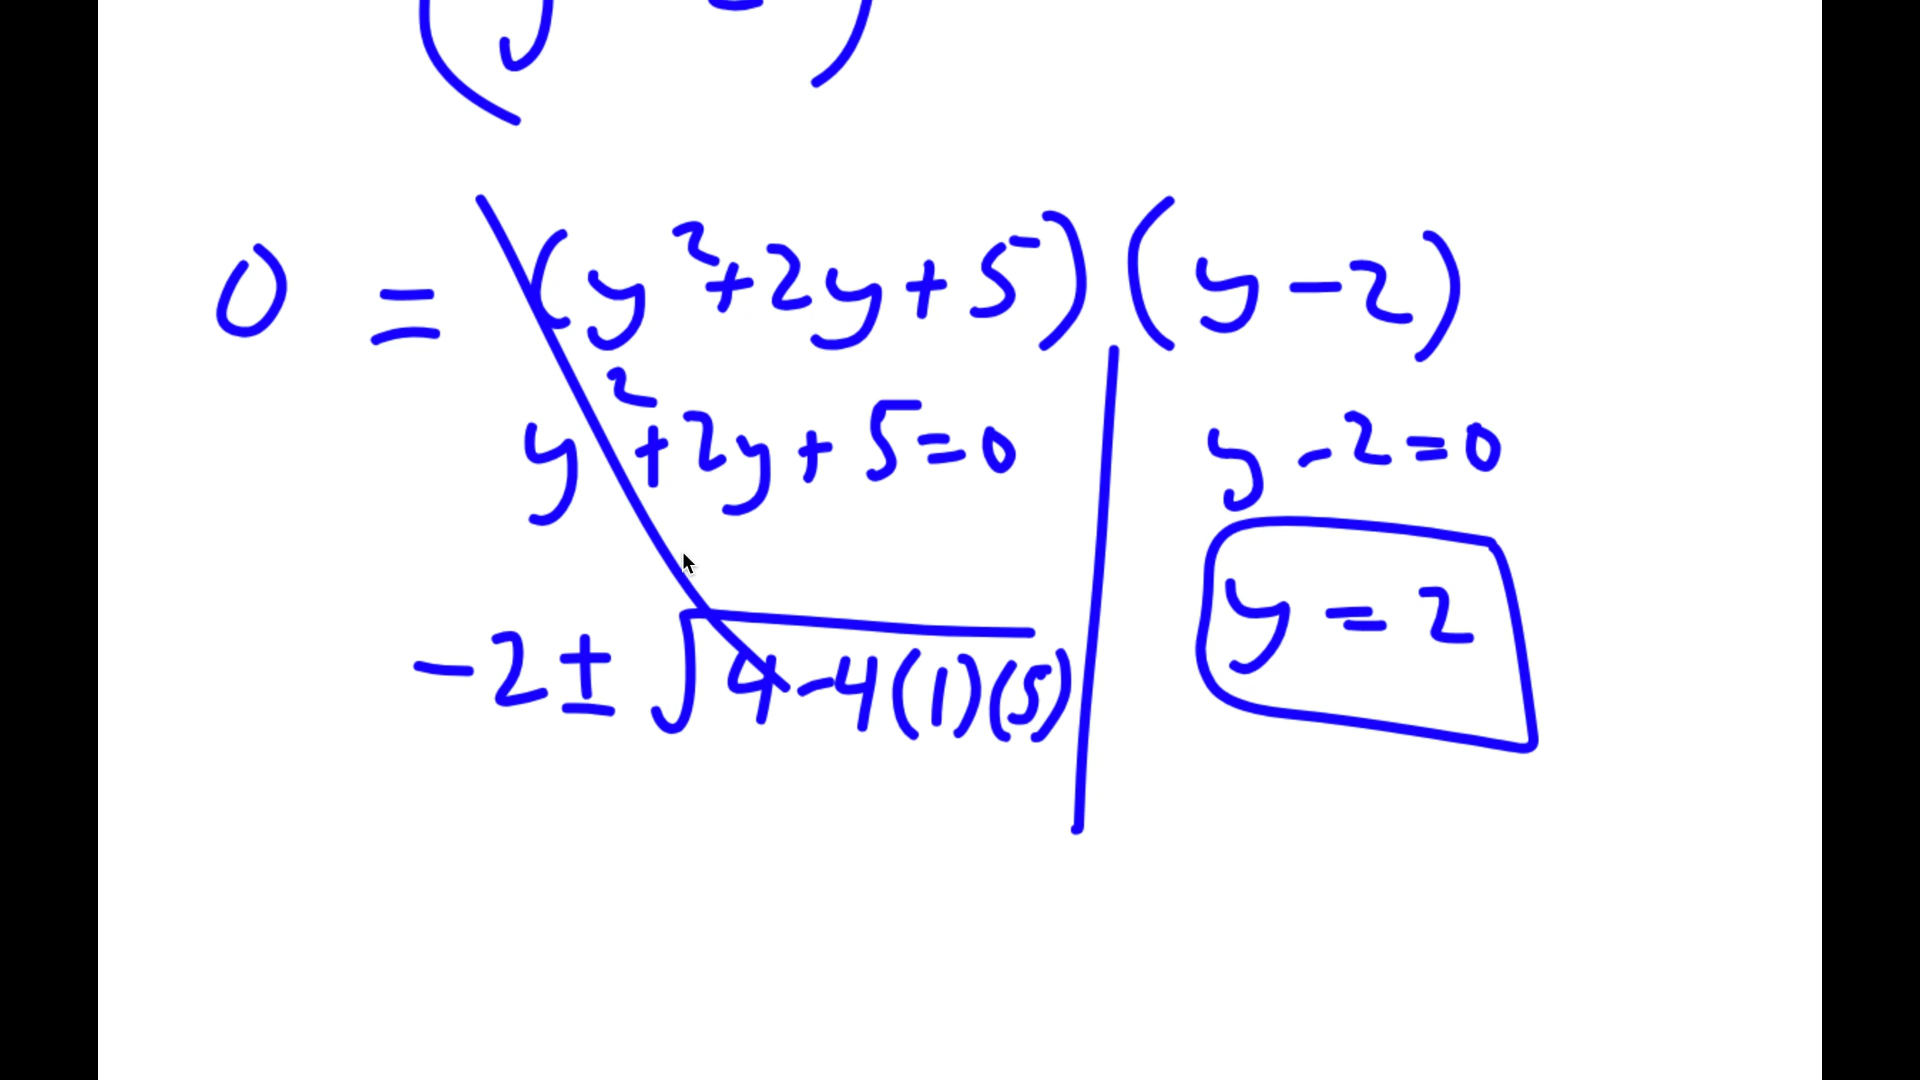 0 = (y²+2y+5)(y-2)
y²+2y+5=0
y-2=0
y=2
-2±√4-4(1)(5)